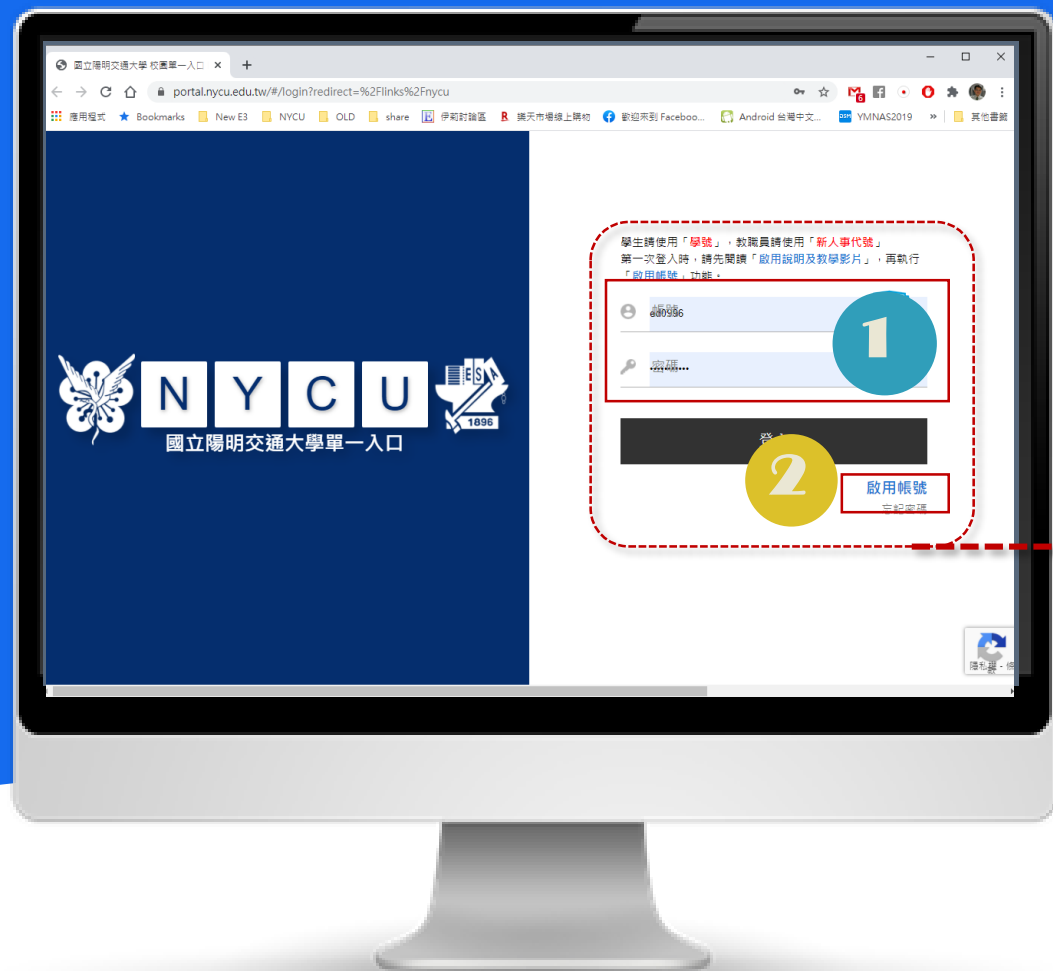 國立陽明交通大學 校園單一入口
portal.nycu.edu.tw/#/login?redirect=%2Flinks%2Fnycu
6
應用程式 Bookmarks New E3 NYCU OLD share 伊莉討論區 樂天市場線上購物 歡迎來到 Faceboo... Android 台灣中文... YMNAS2019 » 其他書籤
學生請使用「學號」，教職員請使用「新人事代號」
第一次登入時，請先閱讀「啟用說明及教學影片」，再執行
「啟用帳號」功能。
帳號
ed0996
密碼
1
2
啟用帳號
忘記密碼
N Y C U
ESA
1896
國立陽明交通大學單一入口